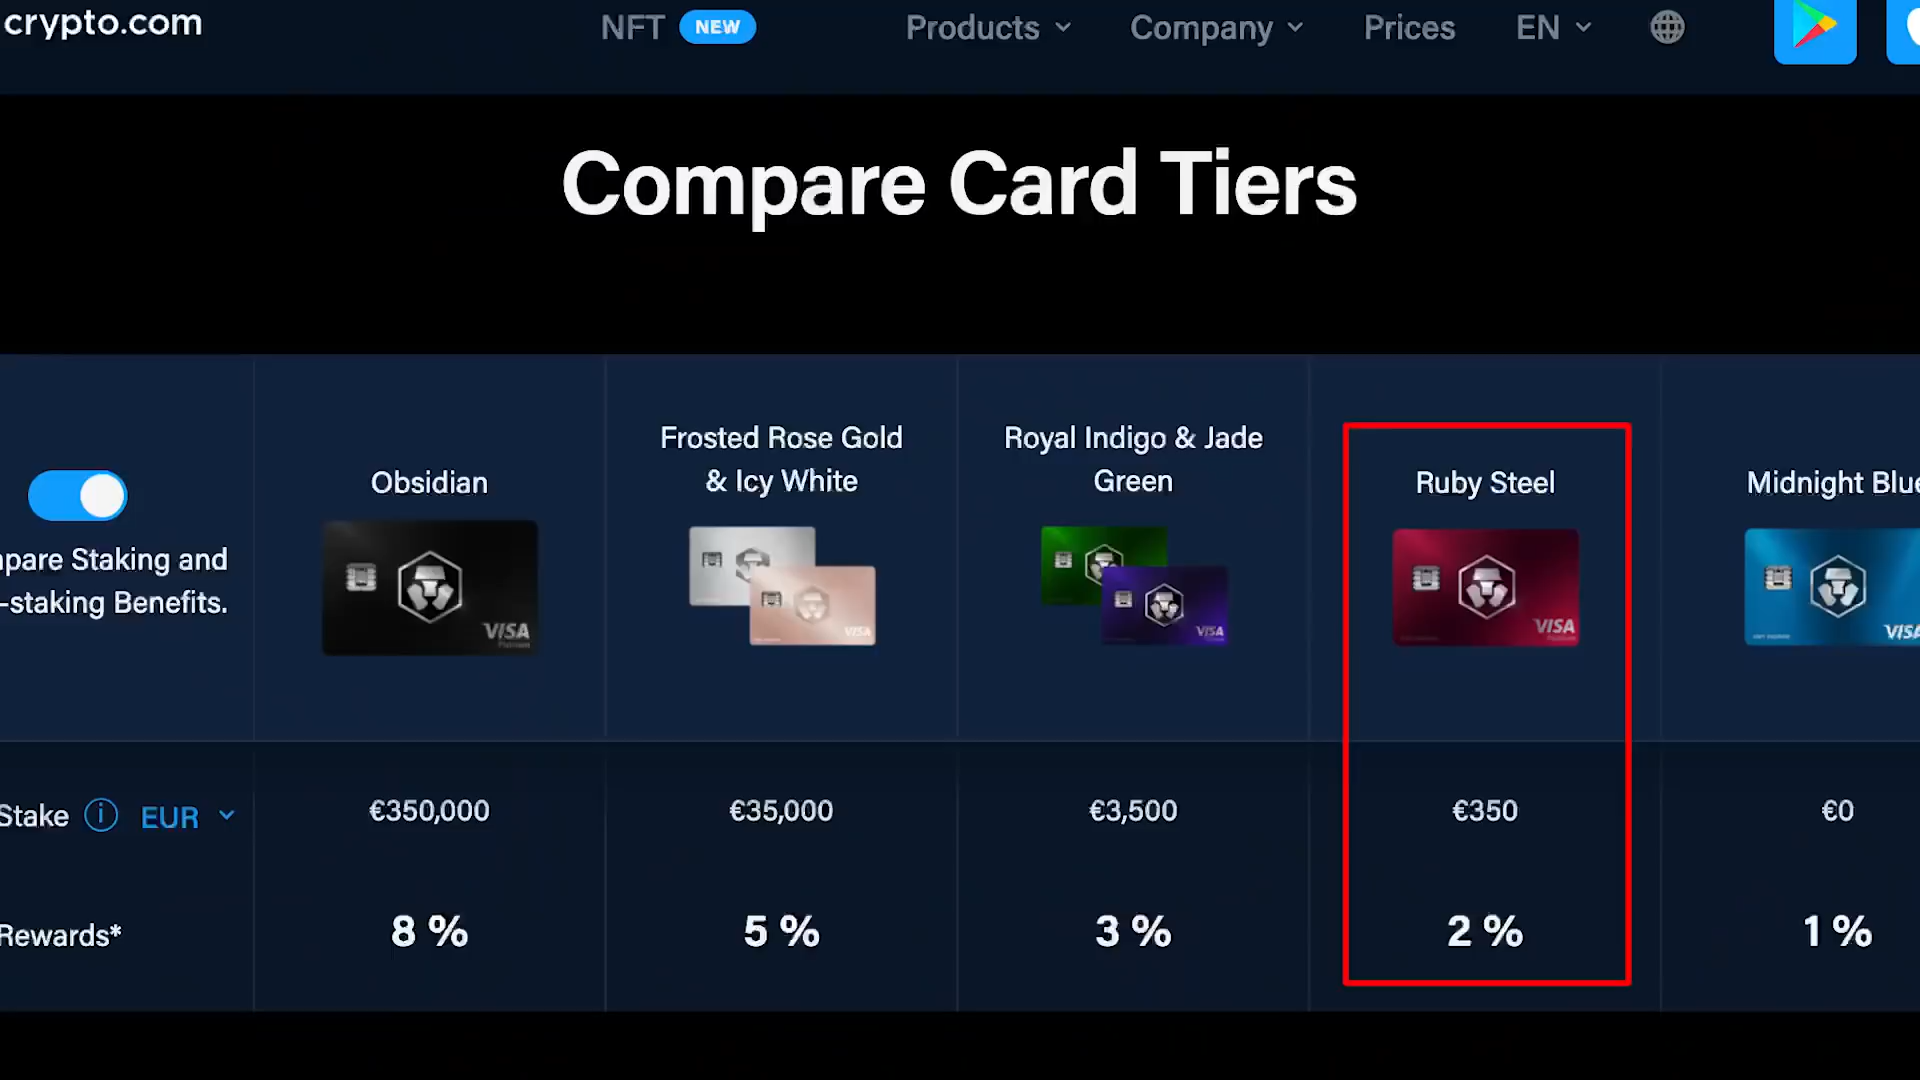 crypto.com
NFT NEW Products Company Prices EN
Compare Card Tiers
Obsidian
Frosted Rose Gold
& Icy White
Royal Indigo & Jade
Green
Ruby Steel
Midnight Blue
pare Staking and
-staking Benefits.
VISA
Platinum
VISA
VISA
VISA
VISA
Stake EUR €350,000 €35,000 €3,500 €350 €0
Rewards* 8 % 5 % 3 % 2 % 1 %